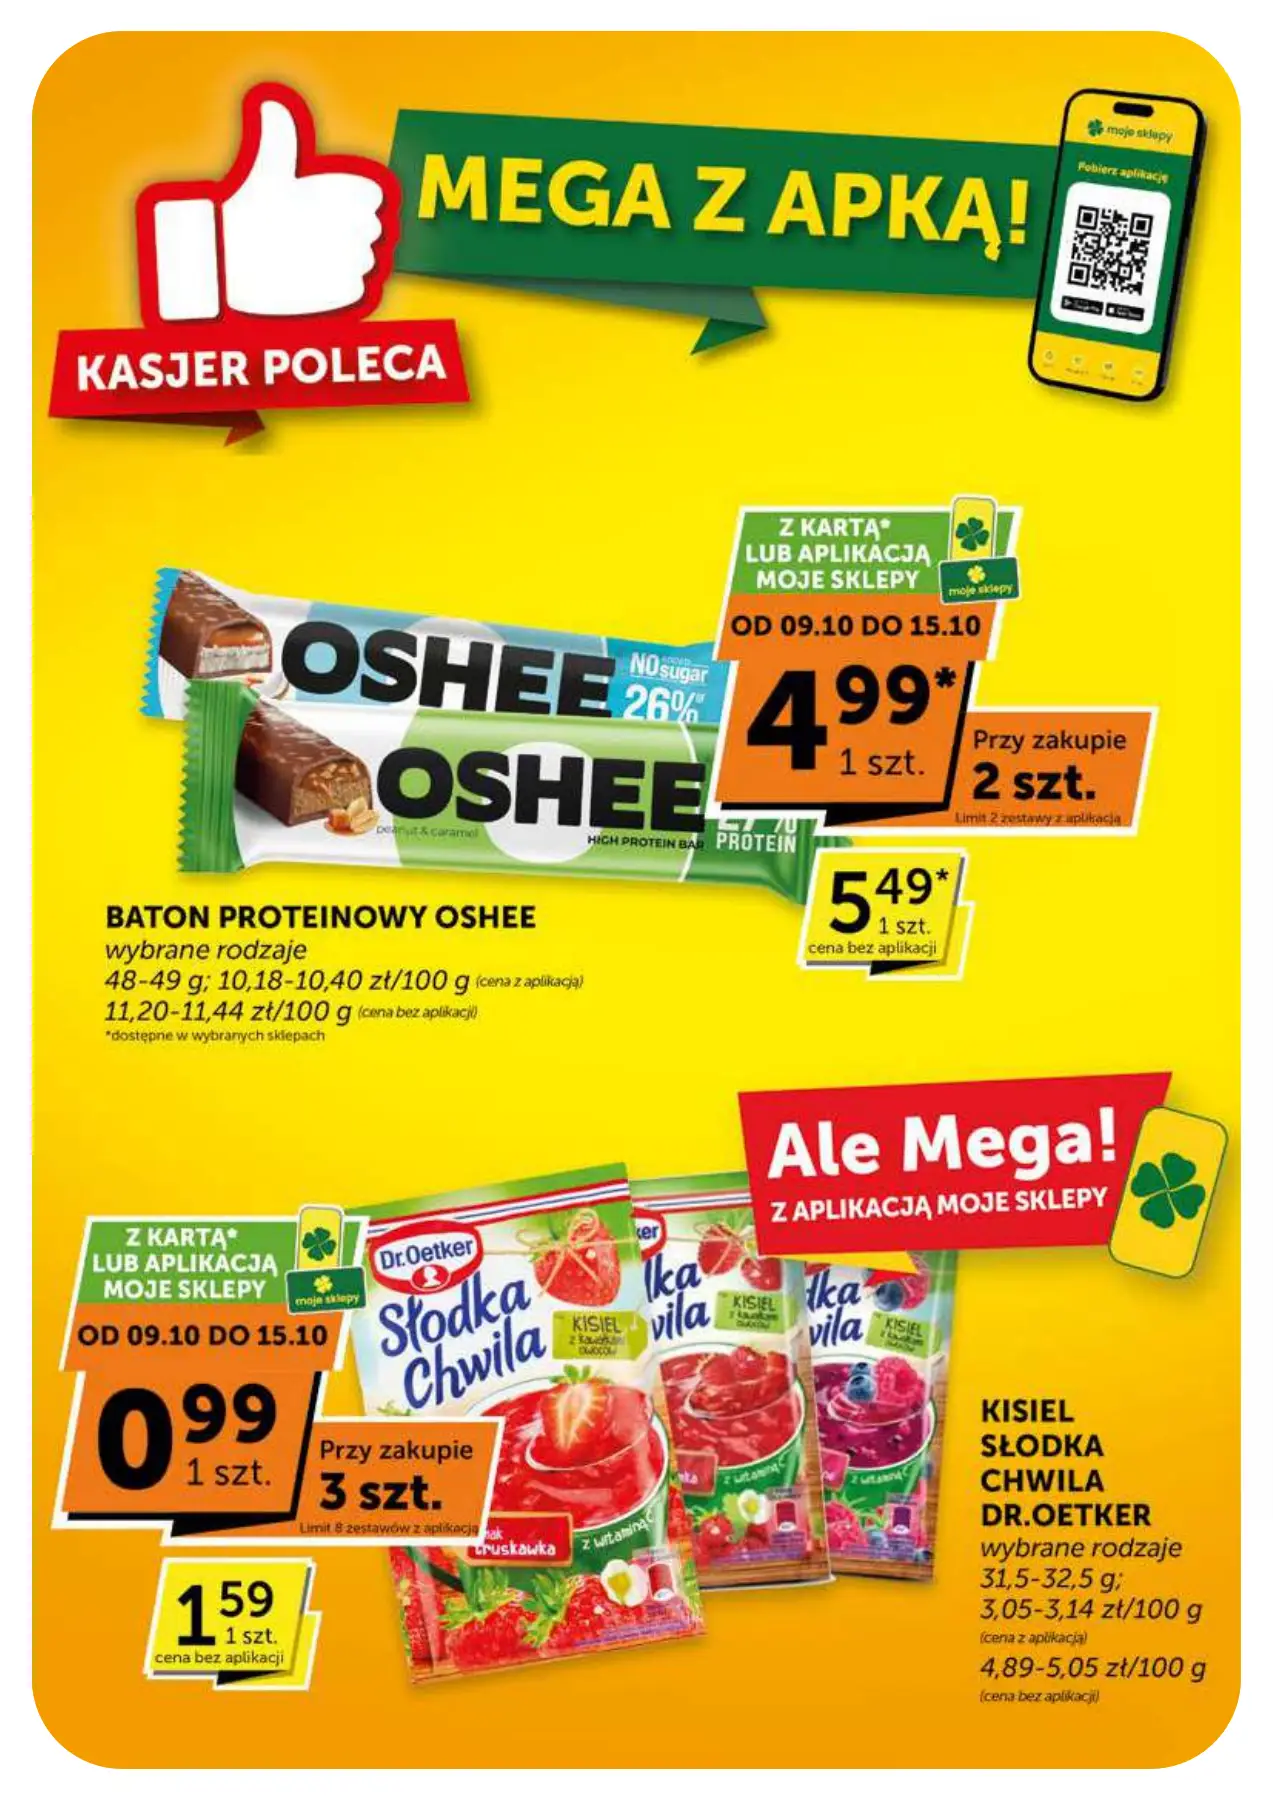 MEGA Z APKĄ!
moje sklepy
Pobierz aplikację
KASJER POLECA
Z KARTĄ*
LUB APLIKACJĄ
MOJE SKLEPY
moje sklepy
OD 09.10 DO 15.10
4 99*
1 szt.
Przy zakupie
2 szt.
Limit 2 zestawy z aplikacją
OSHEE
NO added sugar
26%
OSHEE
peanut & caramel
HIGH PROTEIN BAR
PROTEIN
5 49*
1 szt.
cena bez aplikacji
BATON PROTEINOWY OSHEE
wybrane rodzaje
48-49 g; 10,18-10,40 zł/100 g (cena z aplikacją)
11,20-11,44 zł/100 g (cena bez aplikacji)
*dostępne w wybranych sklepach
Ale Mega!
Z APLIKACJĄ MOJE SKLEPY
Z KARTĄ*
LUB APLIKACJĄ
MOJE SKLEPY
moje sklepy
OD 09.10 DO 15.10
0 99
1 szt.
Przy zakupie
3 szt.
Limit 8 zestawów z aplikacją
1 59
1 szt.
cena bez aplikacji
Dr.Oetker
Słodka
Chwila
KISIEL
z kawałkami
owoców
smak
truskawka
z witaminą C
KISIEL
z kawałkami
owoców
z witaminą C
KISIEL
z witaminą C
KISIEL
SŁODKA
CHWILA
DR.OETKER
wybrane rodzaje
31,5-32,5 g;
3,05-3,14 zł/100 g
(cena z aplikacją)
4,89-5,05 zł/100 g
(cena bez aplikacji)